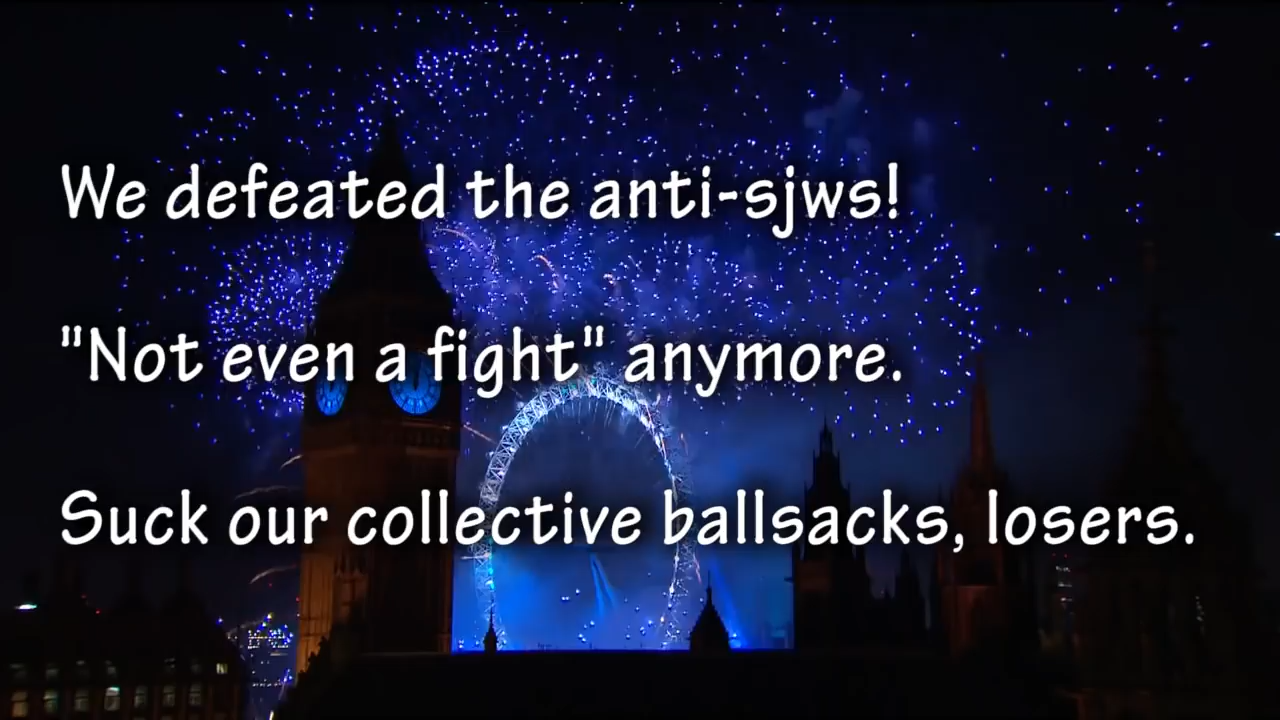 We defeated the anti-sjws!
"Not even a fight" anymore.
Suck our collective ballsacks, losers.